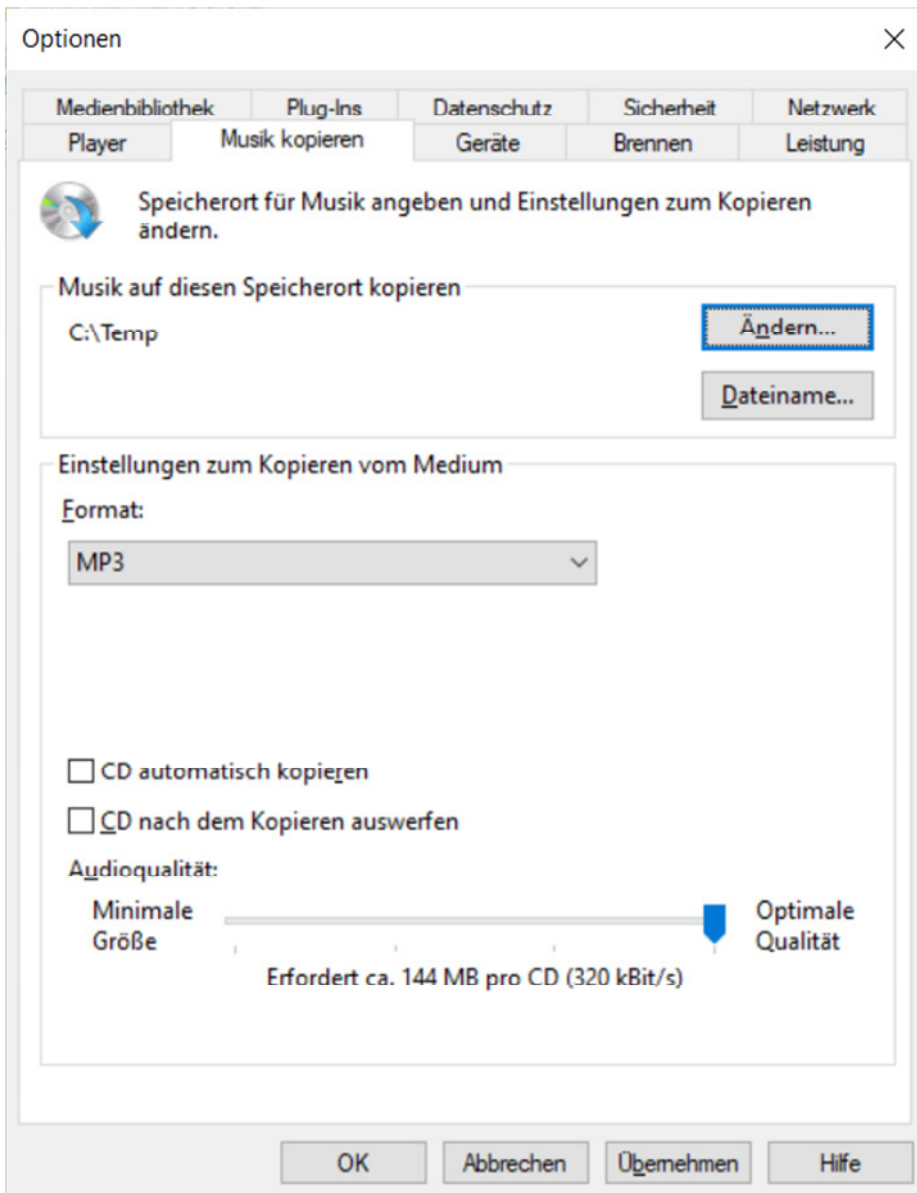 Optionen
Medienbibliothek Plug-Ins Datenschutz Sicherheit Netzwerk
Player Musik kopieren Geräte Brennen Leistung
Speicherort für Musik angeben und Einstellungen zum Kopieren
ändern.
Musik auf diesen Speicherort kopieren
C:\Temp
Ändern...
Dateiname...
Einstellungen zum Kopieren vom Medium
Format:
MP3
CD automatisch kopieren
CD nach dem Kopieren auswerfen
Audioqualität:
Minimale
Größe
Optimale
Qualität
Erfordert ca. 144 MB pro CD (320 kBit/s)
OK Abbrechen Übernehmen Hilfe